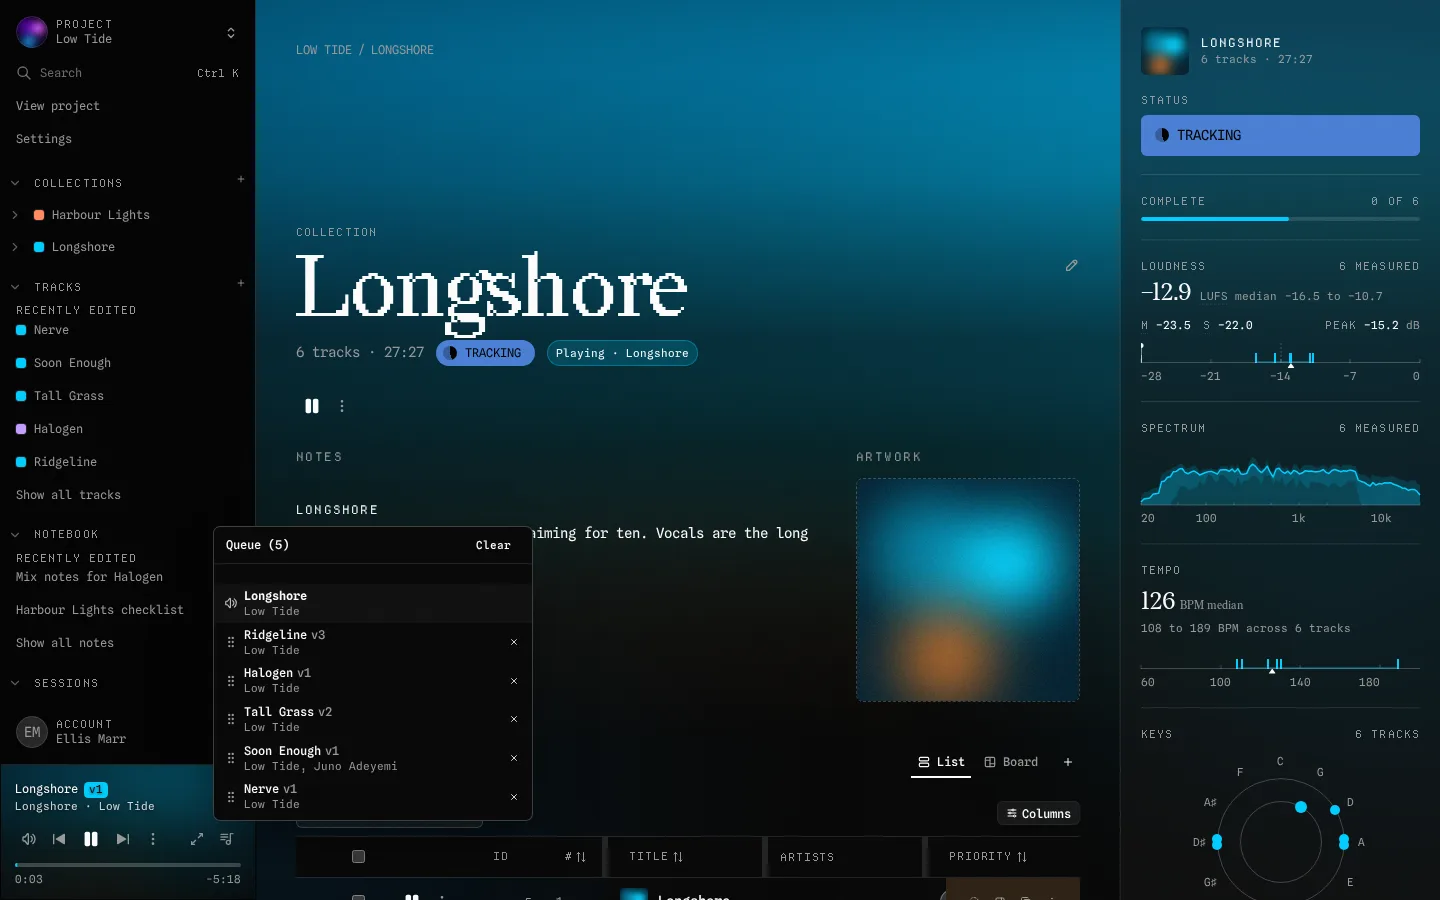 PROJECT
Low Tide
Search
Ctrl K
View project
Settings
COLLECTIONS
Harbour Lights
Longshore
TRACKS
RECENTLY EDITED
Nerve
Soon Enough
Tall Grass
Halogen
Ridgeline
Show all tracks
NOTEBOOK
RECENTLY EDITED
Mix notes for Halogen
Harbour Lights checklist
Show all notes
SESSIONS
EM
ACCOUNT
Ellis Marr
Longshore v1
Longshore · Low Tide
0:03
-5:18
LOW TIDE / LONGSHORE
COLLECTION
Longshore
6 tracks · 27:27
TRACKING
Playing · Longshore
NOTES
LONGSHORE
aiming for ten. Vocals are the long
ARTWORK
Queue (5)
Clear
Longshore
Low Tide
Ridgeline v3
Low Tide
Halogen v1
Low Tide
Tall Grass v2
Low Tide
Soon Enough v1
Low Tide, Juno Adeyemi
Nerve v1
Low Tide
List
Board
+
Columns
ID
#
TITLE
ARTISTS
PRIORITY
Longshore
LONGSHORE
6 tracks · 27:27
STATUS
TRACKING
COMPLETE
0 OF 6
LOUDNESS
6 MEASURED
-12.9 LUFS median -16.5 to -10.7
M -23.5 S -22.0
PEAK -15.2 dB
-28 -21 -14 -7 0
SPECTRUM
6 MEASURED
20 100 1k 10k
TEMPO
126 BPM median
108 to 189 BPM across 6 tracks
60 100 140 180
KEYS
6 TRACKS
C
F
G
A♯
D
D♯
A
G♯
E